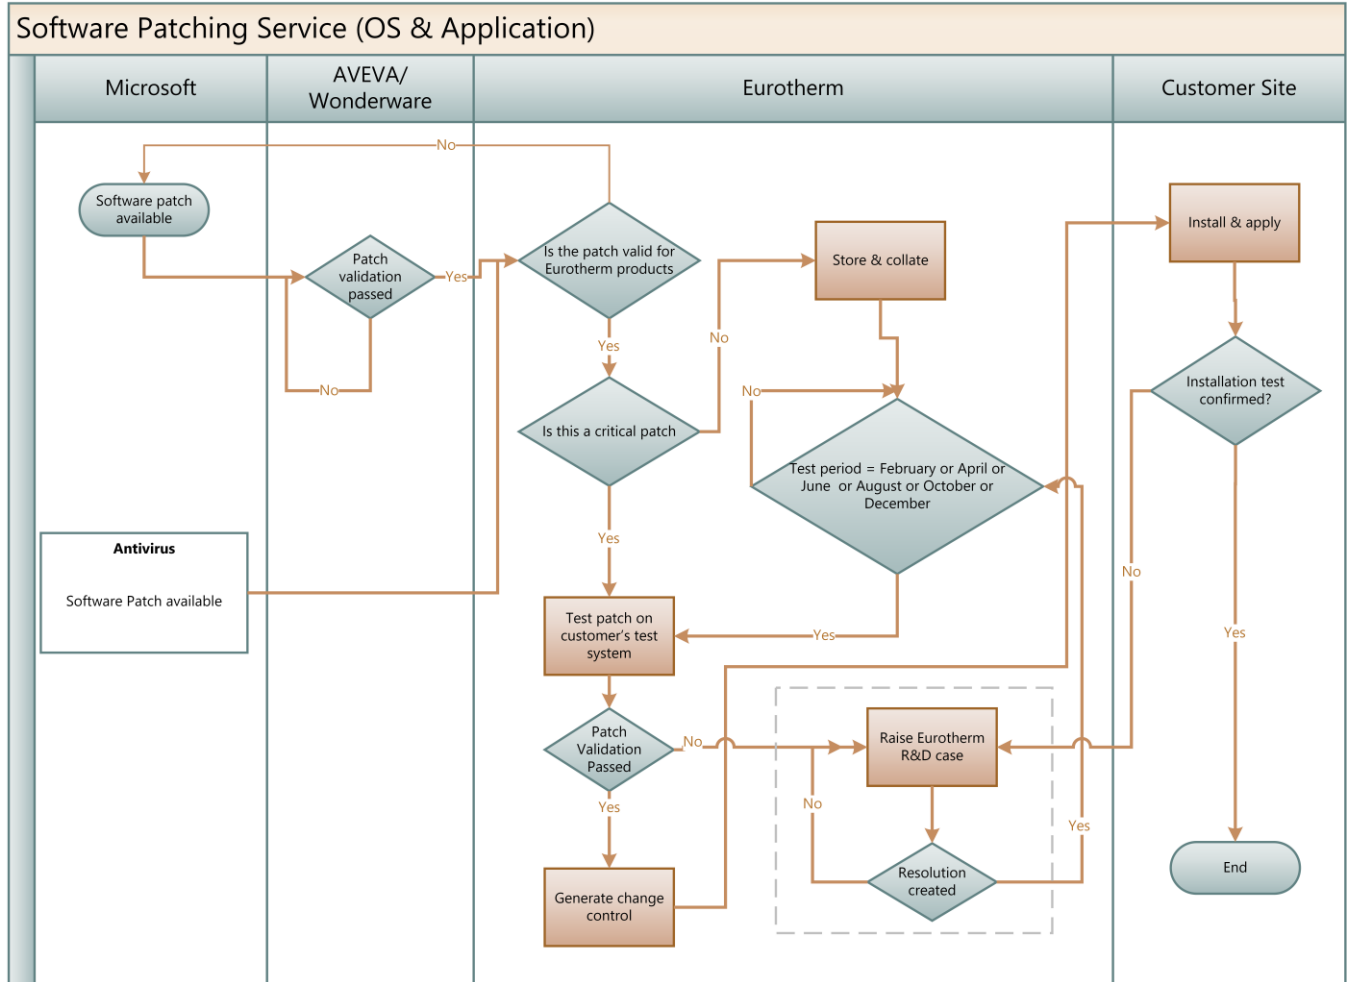 Software Patching Service (OS & Application)
Microsoft
AVEVA/
Wonderware
Eurotherm
Customer Site
No
Software patch
available
Patch
validation
passed
Yes
No
Is the patch valid for
Eurotherm products
Yes
Is this a critical patch
No
Store & collate
No
Test period = February or April or
June or August or October or
December
Yes
Yes
Antivirus
Software Patch available
Test patch on
customer's test
system
Patch
Validation
Passed
No
Yes
Generate change
control
Raise Eurotherm
R&D case
No
Resolution
created
Yes
Install & apply
Installation test
confirmed?
No
Yes
End